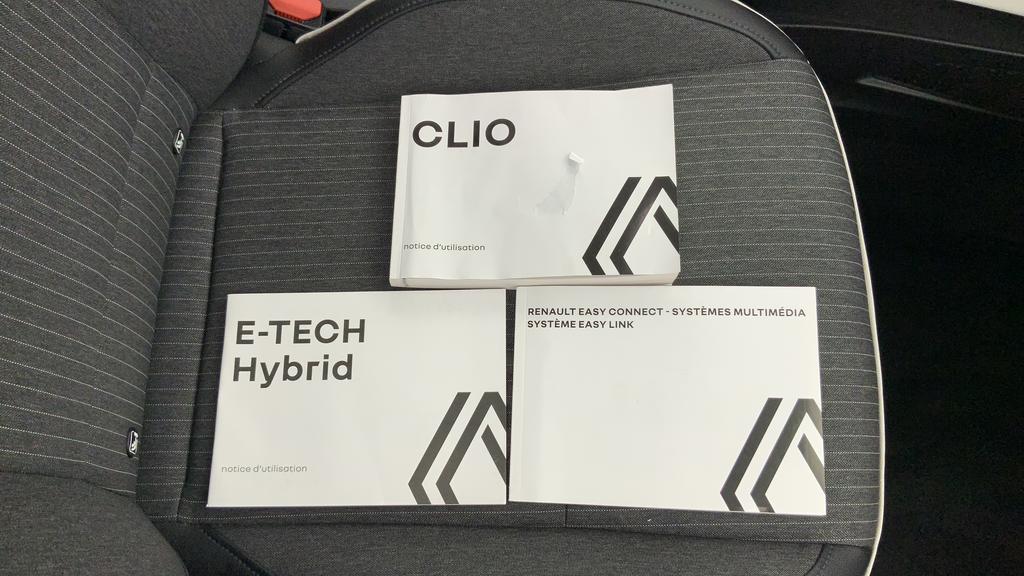 CLIO
notice d'utilisation
E-TECH
Hybrid
notice d'utilisation
RENAULT EASY CONNECT - SYSTÈMES MULTIMÉDIA
SYSTÈME EASY LINK